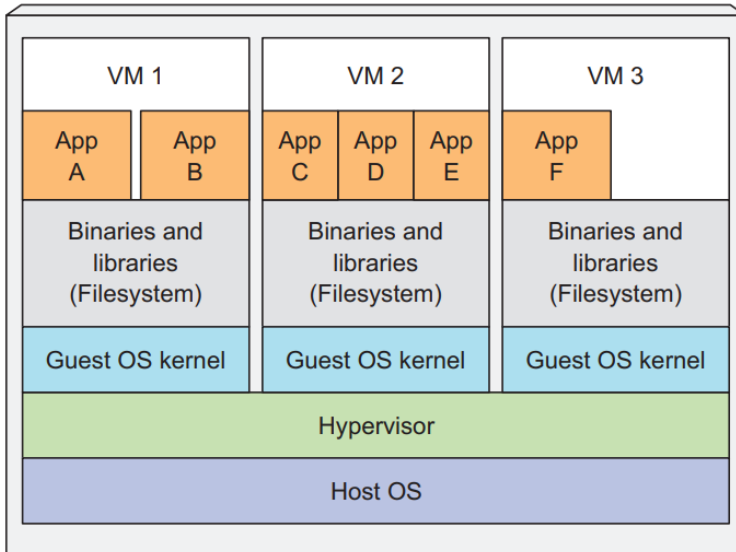 VM 1
VM 2
VM 3
App
A
App
B
App
C
App
D
App
E
App
F
Binaries and
libraries
(Filesystem)
Binaries and
libraries
(Filesystem)
Binaries and
libraries
(Filesystem)
Guest OS kernel
Guest OS kernel
Guest OS kernel
Hypervisor
Host OS